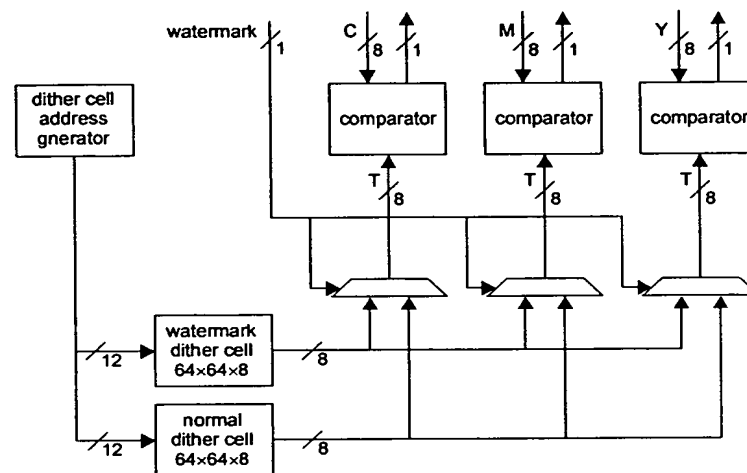 watermark
1
C
8
1
M
8
1
Y
8
1
dither cell
address
gnerator
comparator
comparator
comparator
T
8
T
8
T
8
12
watermark
dither cell
64×64×8
8
12
normal
dither cell
64×64×8
8